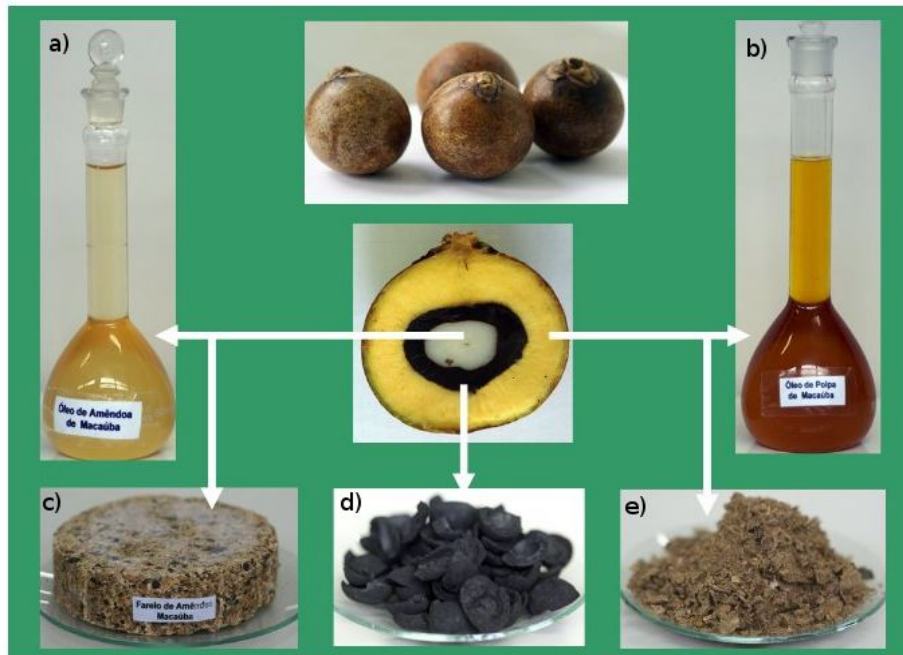 a)
b)
Óleo de Amêndoa
de Macaúba
Óleo de Polpa
de Macaúba
c)
d)
e)
Farelo de Amêndoa
Macaúba